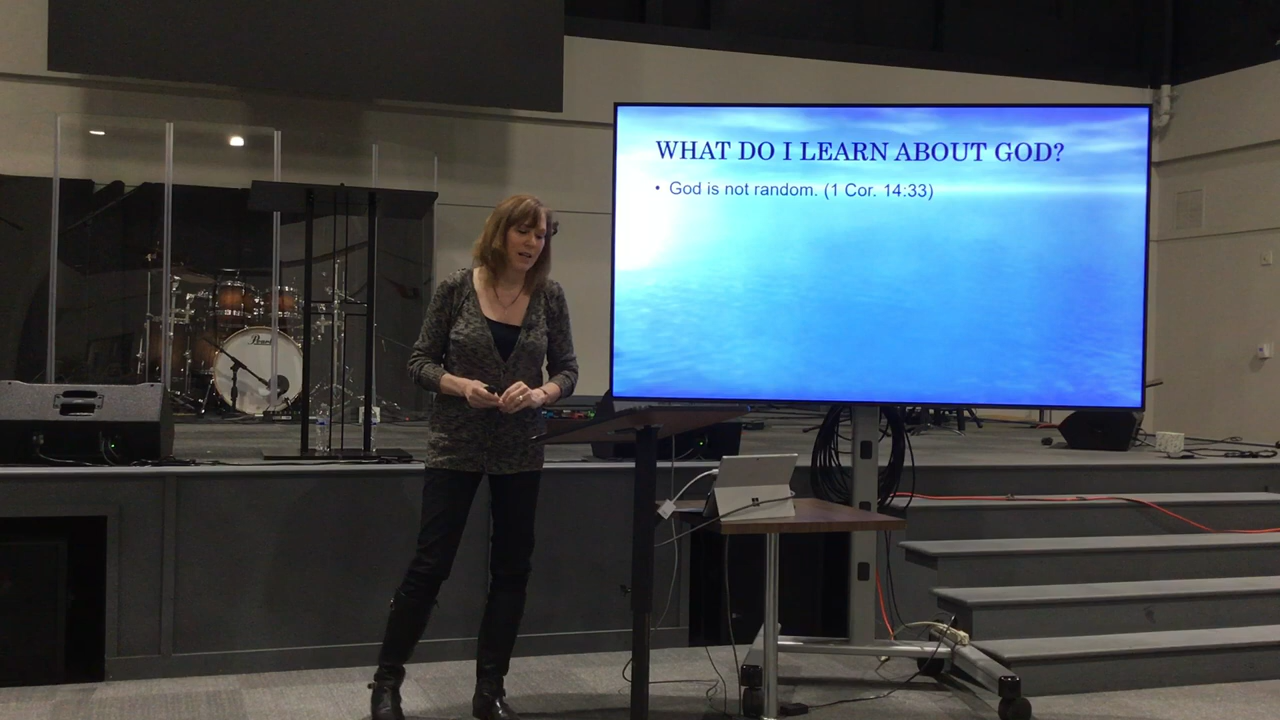 WHAT DO I LEARN ABOUT GOD?
• God is not random. (1 Cor. 14:33)
Pearl